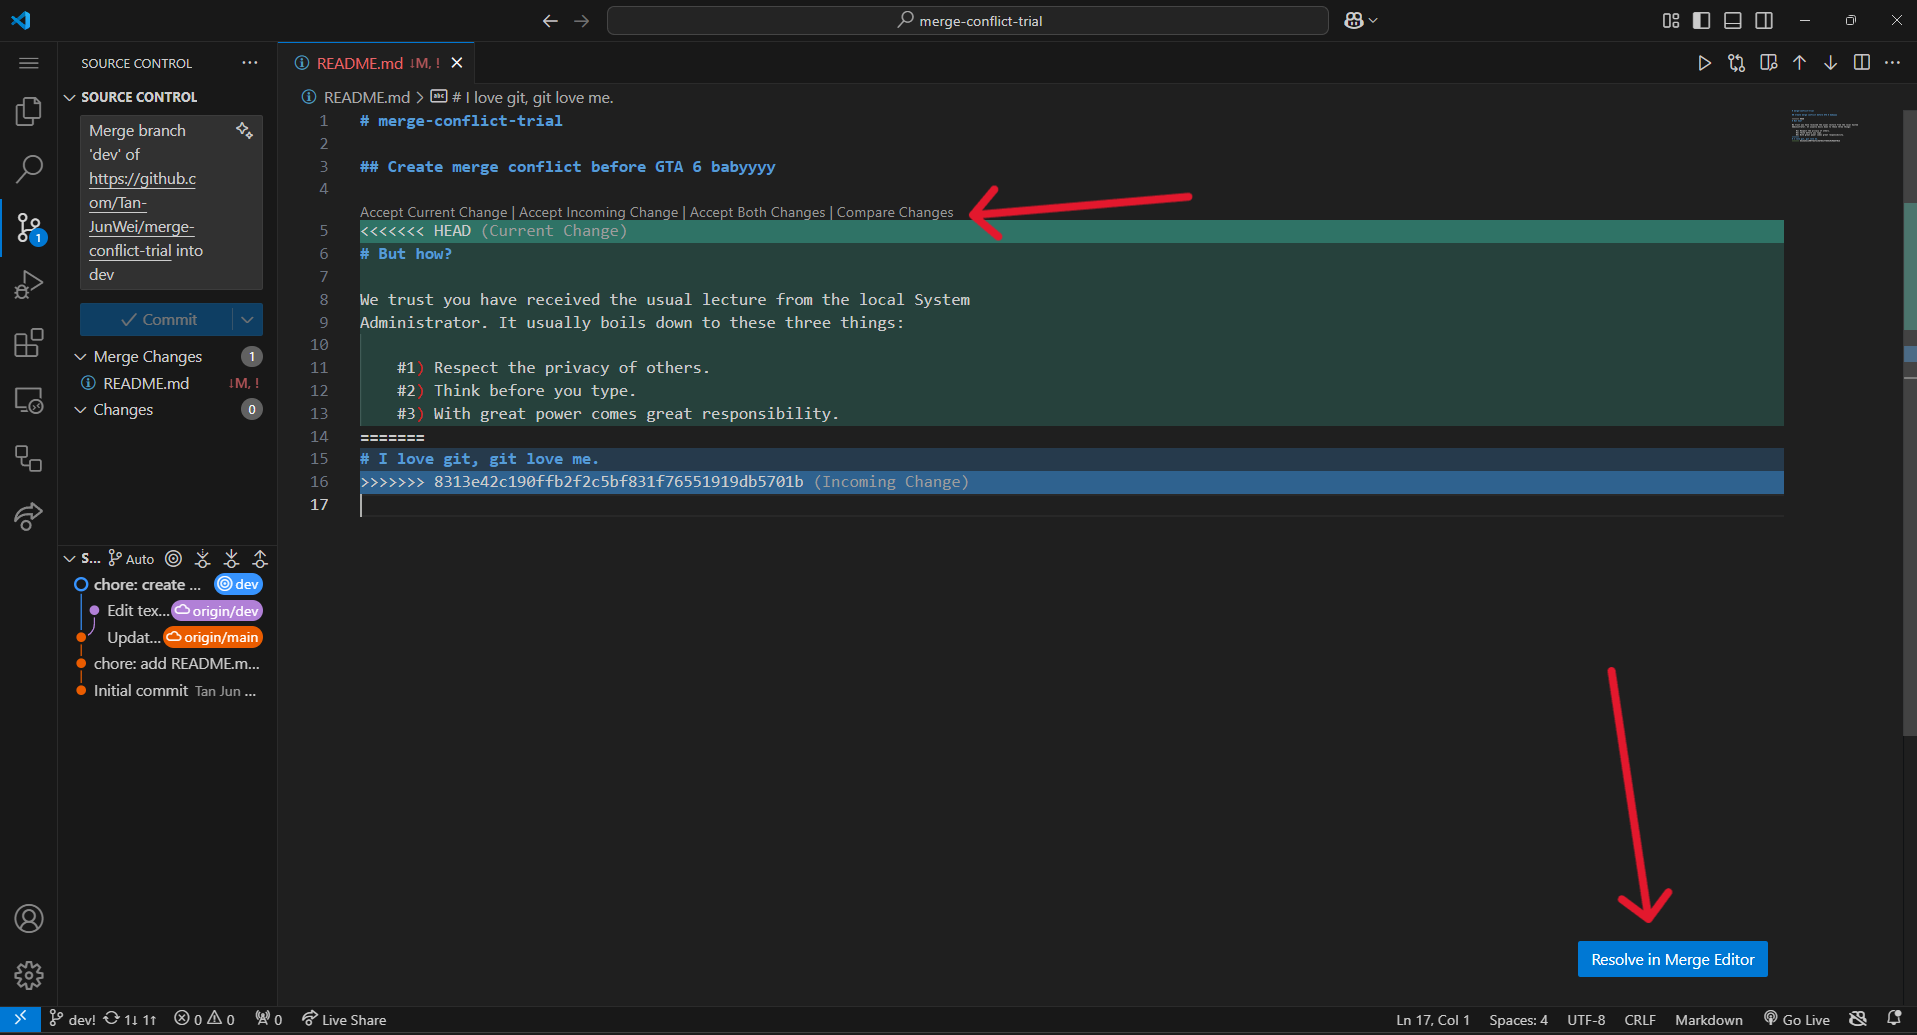 merge-conflict-trial
SOURCE CONTROL
README.md ↓M, !
SOURCE CONTROL
README.md > # I love git, git love me.
Merge branch
'dev' of
https://github.c
om/Tan-
JunWei/merge-
conflict-trial into
dev
Commit
Merge Changes 1
README.md ↓M, !
Changes 0
1
1 # merge-conflict-trial
2
3 ## Create merge conflict before GTA 6 babyyyy
4
Accept Current Change | Accept Incoming Change | Accept Both Changes | Compare Changes
5 <<<<<<< HEAD (Current Change)
6 # But how?
7
8 We trust you have received the usual lecture from the local System
9 Administrator. It usually boils down to these three things:
10
11 #1) Respect the privacy of others.
12 #2) Think before you type.
13 #3) With great power comes great responsibility.
14 =======
15 # I love git, git love me.
16 >>>>>>> 8313e42c190ffb2f2c5bf831f76551919db5701b (Incoming Change)
17
S... Auto
chore: create ... dev
Edit tex... origin/dev
Updat... origin/main
chore: add README.m...
Initial commit Tan Jun ...
Resolve in Merge Editor
dev! 1↓ 1↑ 0 0 0 Live Share Ln 17, Col 1 Spaces: 4 UTF-8 CRLF Markdown Go Live